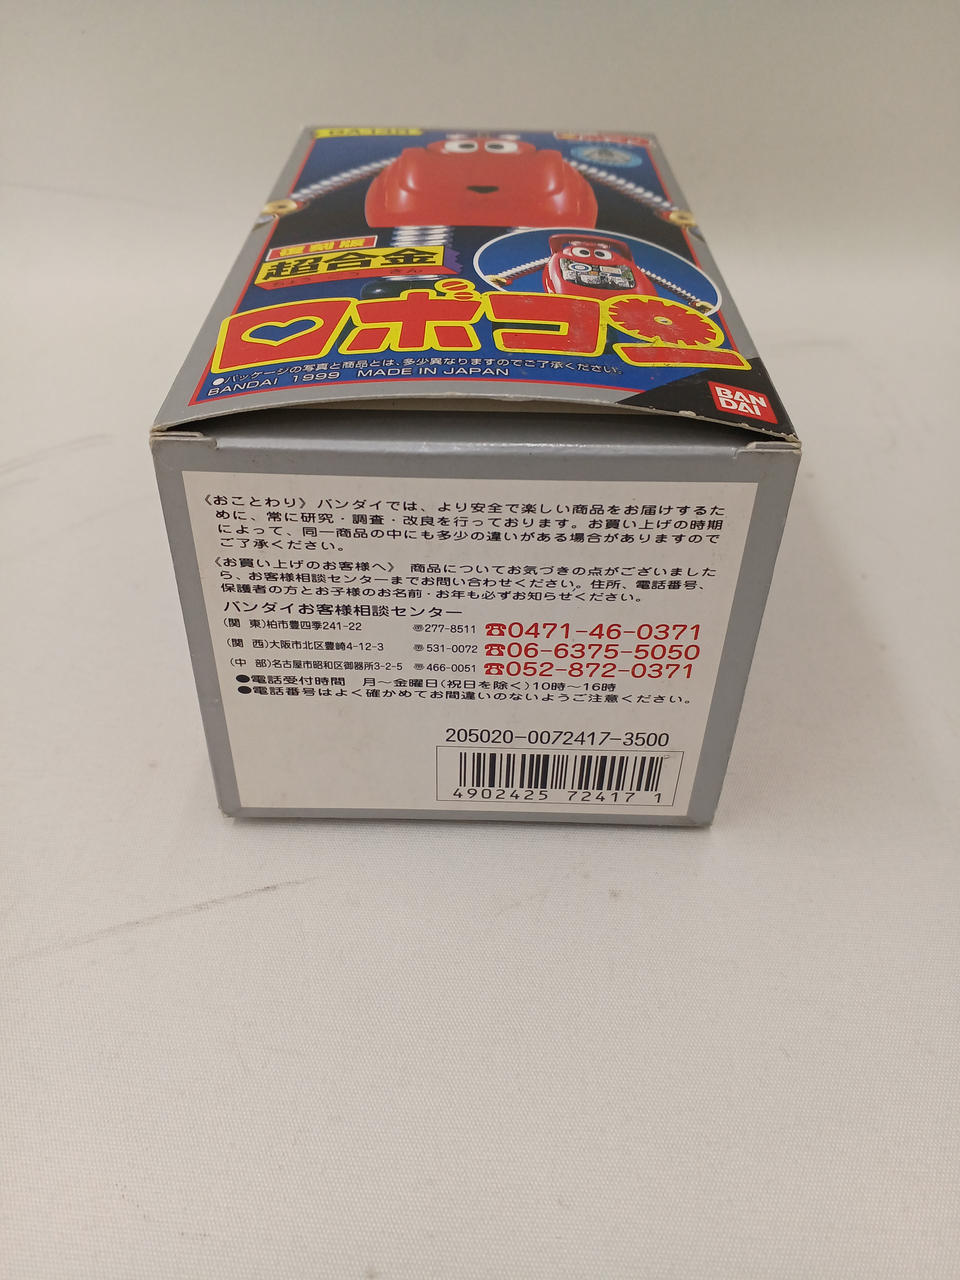 復刻版
超合金
ちょうごうきん
ロボコン
●パッケージの写真と商品とは、多少異なりますのでご了承ください。
BANDAI 1999 MADE IN JAPAN
BAN
DAI
《おことわり》バンダイでは、より安全で楽しい商品をお届けするた
めに、常に研究・調査・改良を行っております。お買い上げの時期
によって、同一商品の中にも多少の違いがある場合がありますので
ご了承ください。
《お買い上げのお客様へ》 商品についてお気づきの点がございました
ら、お客様相談センターまでお問い合わせください。住所、電話番号、
保護者の方とお子様のお名前・お年も必ずお知らせください。
バンダイお客様相談センター
(関 東)柏市豊四季241-22 〠277-8511 ☎0471-46-0371
(関 西)大阪市北区豊崎4-12-3 〠531-0072 ☎06-6375-5050
(中 部)名古屋市昭和区御器所3-2-5 〠466-0051 ☎052-872-0371
●電話受付時間 月～金曜日(祝日を除く)10時～16時
●電話番号はよく確かめてお間違いのないようご注意ください。
205020-0072417-3500
4902425 72417 1